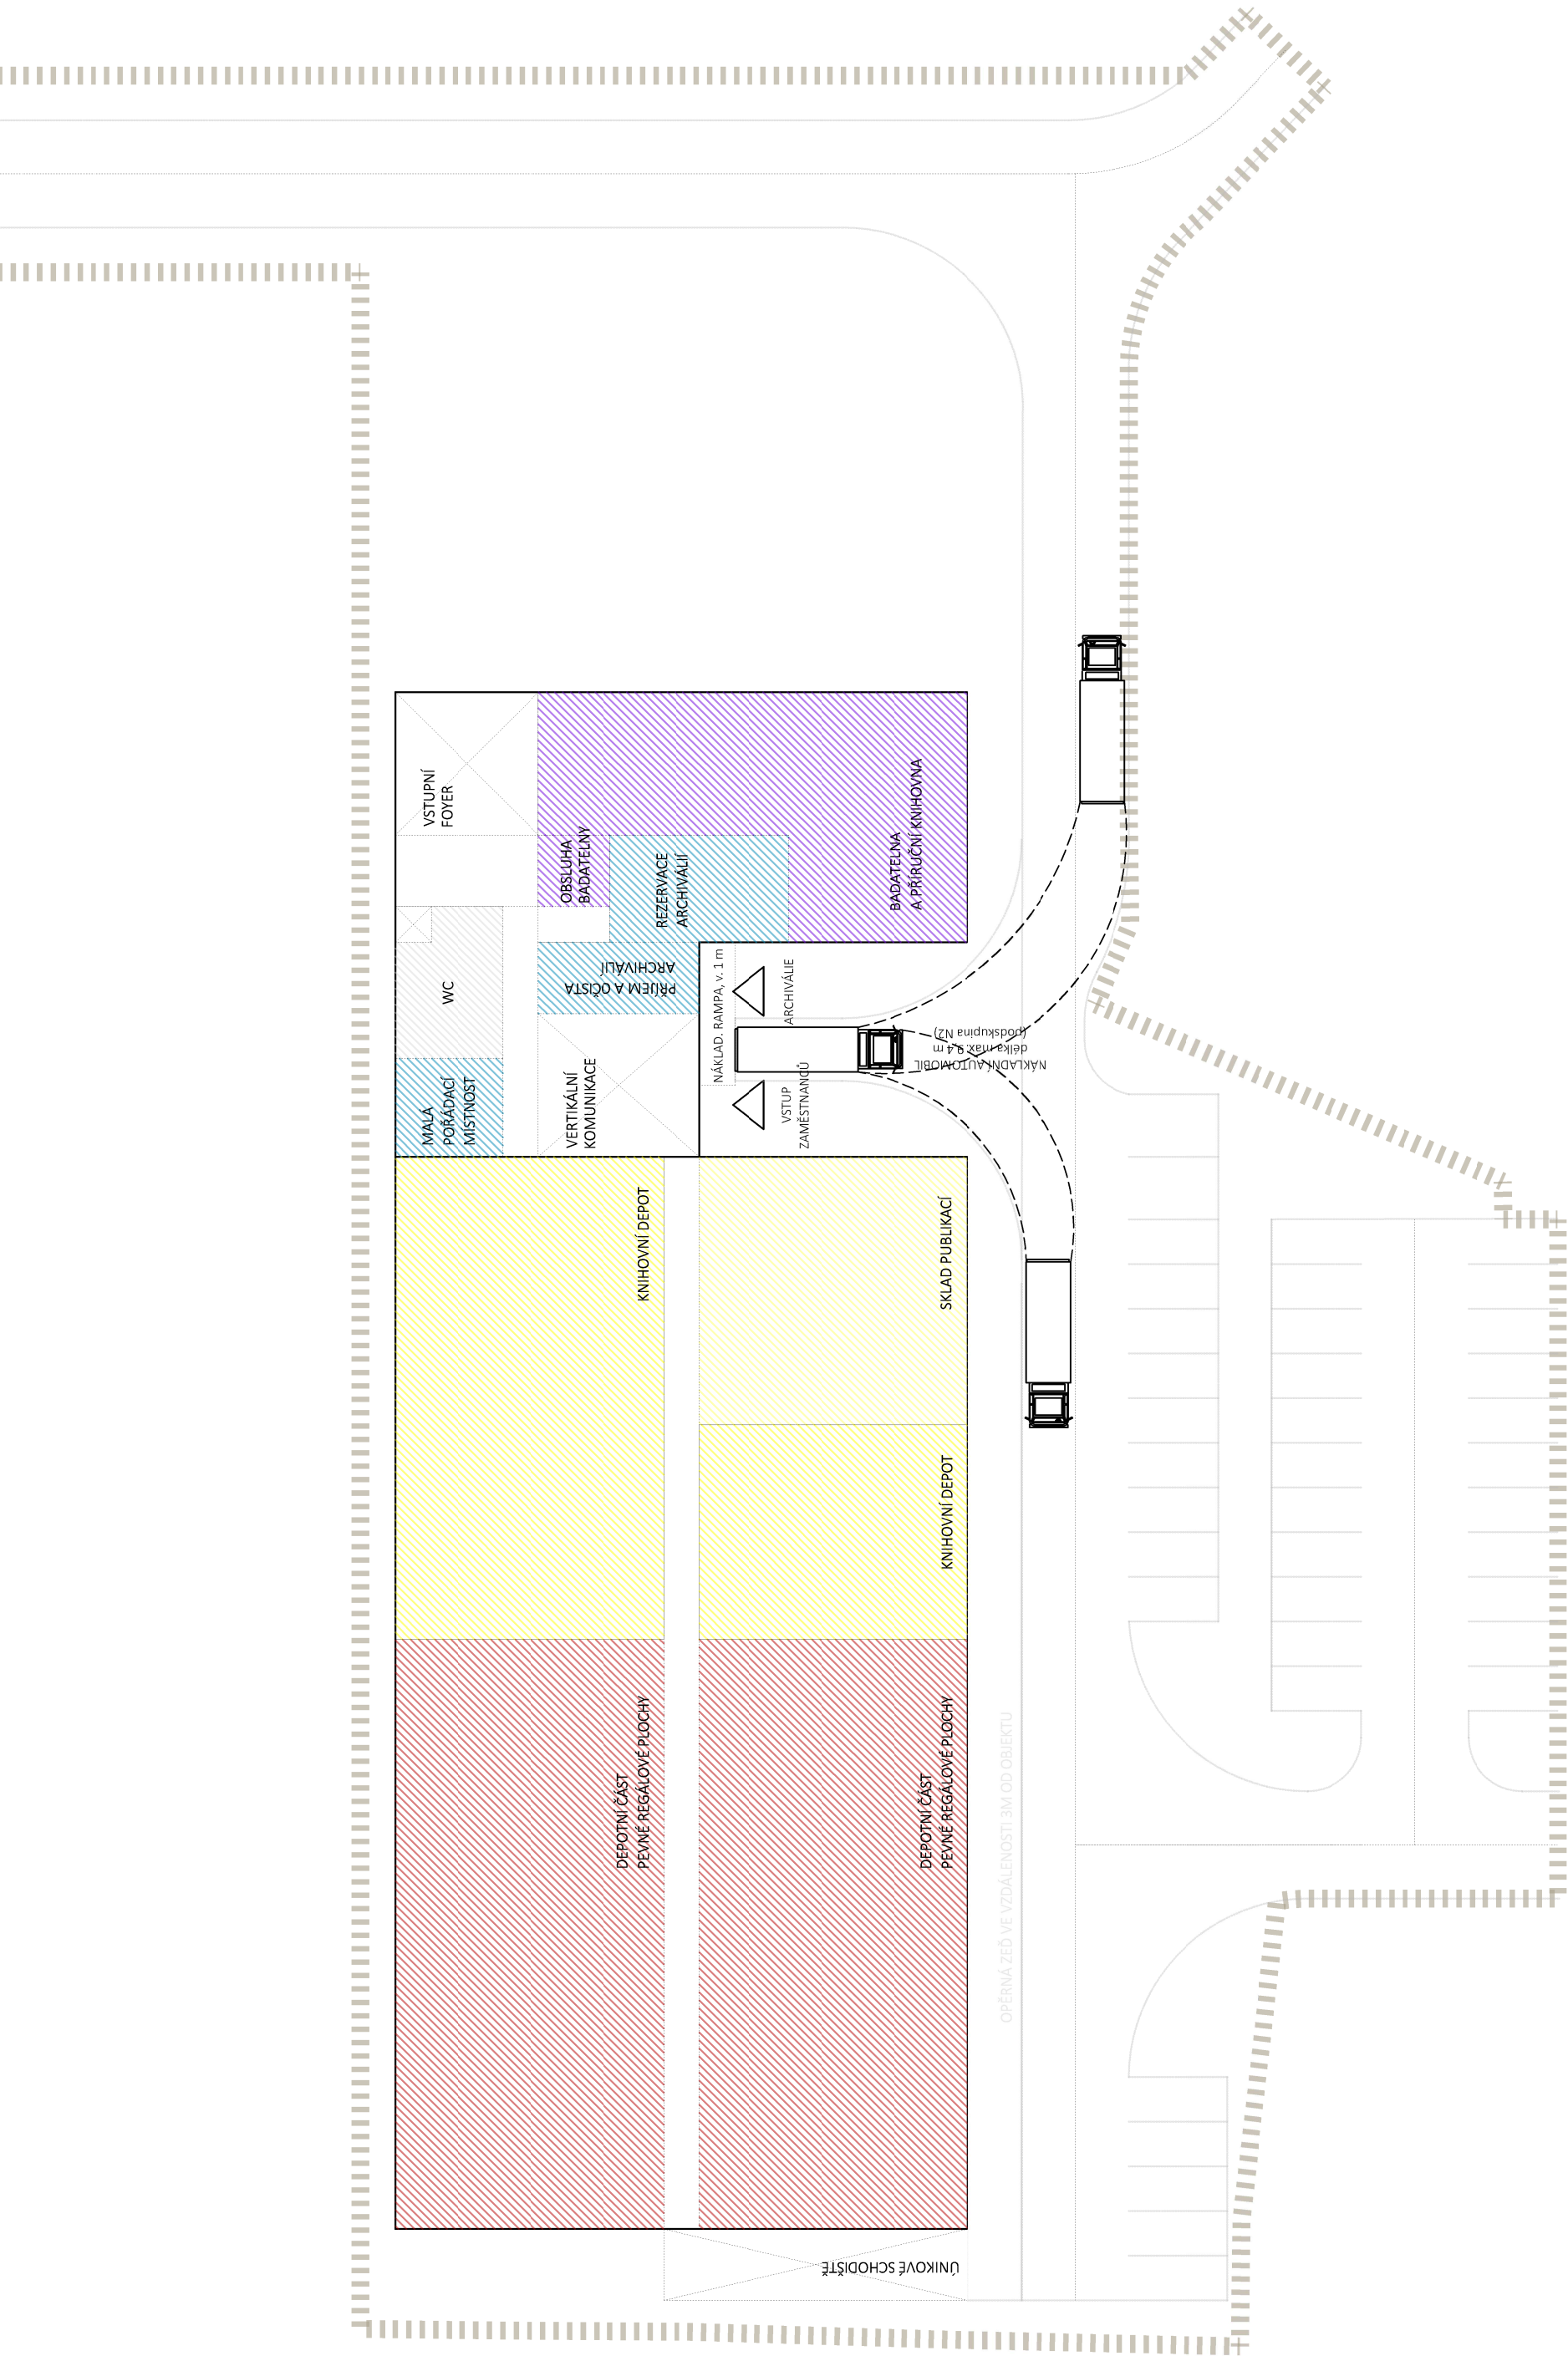 VSTUPNÍ
FOYER
OBSLUHA
BADATELNY
REZERVACE
ARCHIVÁLIÍ
BADATELNA
A PŘÍRUČNÍ KNIHOVNA
WC
PŘÍJEM A OČISTA
ARCHIVÁLIÍ
NÁKLAD. RAMPA, v. 1 m
ARCHIVÁLIE
NÁKLADNÍ AUTOMOBIL
délka max. 9,4 m
(podskupina N2)
MALÁ
POŘÁDACÍ
MÍSTNOST
VERTIKÁLNÍ
KOMUNIKACE
VSTUP
ZAMĚSTNANCŮ
KNIHOVNÍ DEPOT
SKLAD PUBLIKACÍ
KNIHOVNÍ DEPOT
DEPOTNÍ ČÁST
PEVNÉ REGÁLOVÉ PLOCHY
DEPOTNÍ ČÁST
PEVNÉ REGÁLOVÉ PLOCHY
OPĚRNÁ ZEĎ VE VZDÁLENOSTI 3M OD OBJEKTU
ÚNIKOVÉ SCHODIŠTĚ